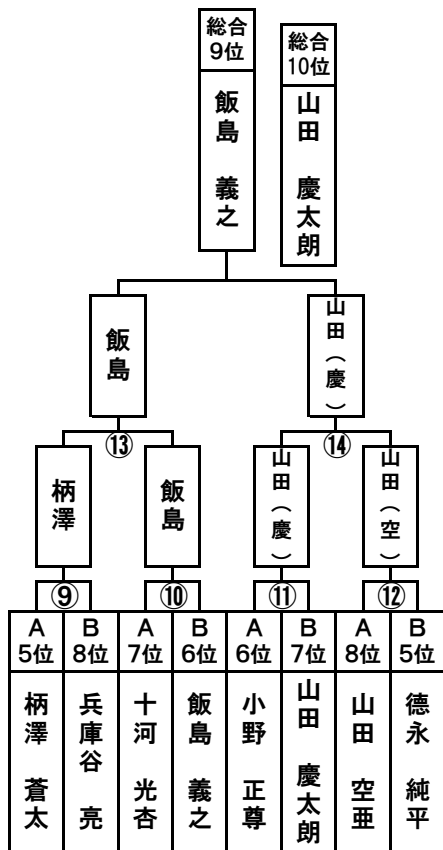 総合
9位
飯島 義之
総合
10位
山田 慶太朗
飯島
山田(慶)
⑬
⑭
柄澤
飯島
山田(慶)
山田(空)
⑨
⑩
⑪
⑫
A
5位
B
8位
A
7位
B
6位
A
6位
B
7位
A
8位
B
5位
柄澤 蒼太
兵庫谷 亮
十河 光杏
飯島 義之
小野 正尊
山田 慶太朗
山田 空亜
德永 純平